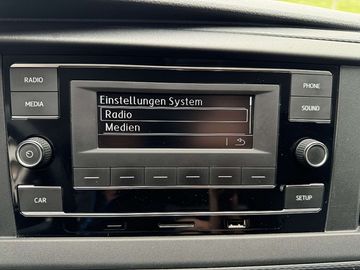 RADIO
MEDIA
PHONE
SOUND
Einstellungen System
Radio
Medien
CAR
SETUP